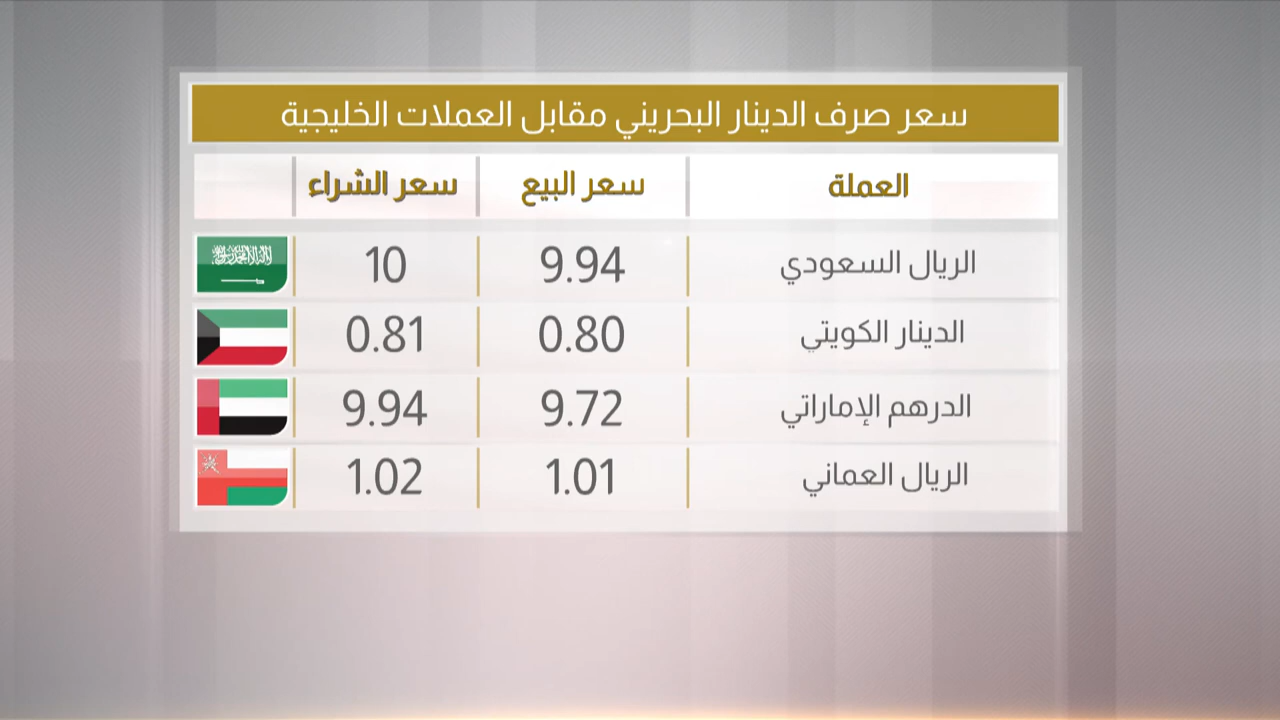 سعر صرف الدينار البحريني مقابل العملات الخليجية
العملة سعر البيع سعر الشراء
الريال السعودي 9.94 10
الدينار الكويتي 0.80 0.81
الدرهم الإماراتي 9.72 9.94
الريال العماني 1.01 1.02